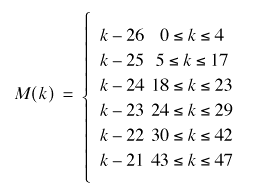 M(k) =
k – 26 0 ≤ k ≤ 4
k – 25 5 ≤ k ≤ 17
k – 24 18 ≤ k ≤ 23
k – 23 24 ≤ k ≤ 29
k – 22 30 ≤ k ≤ 42
k – 21 43 ≤ k ≤ 47